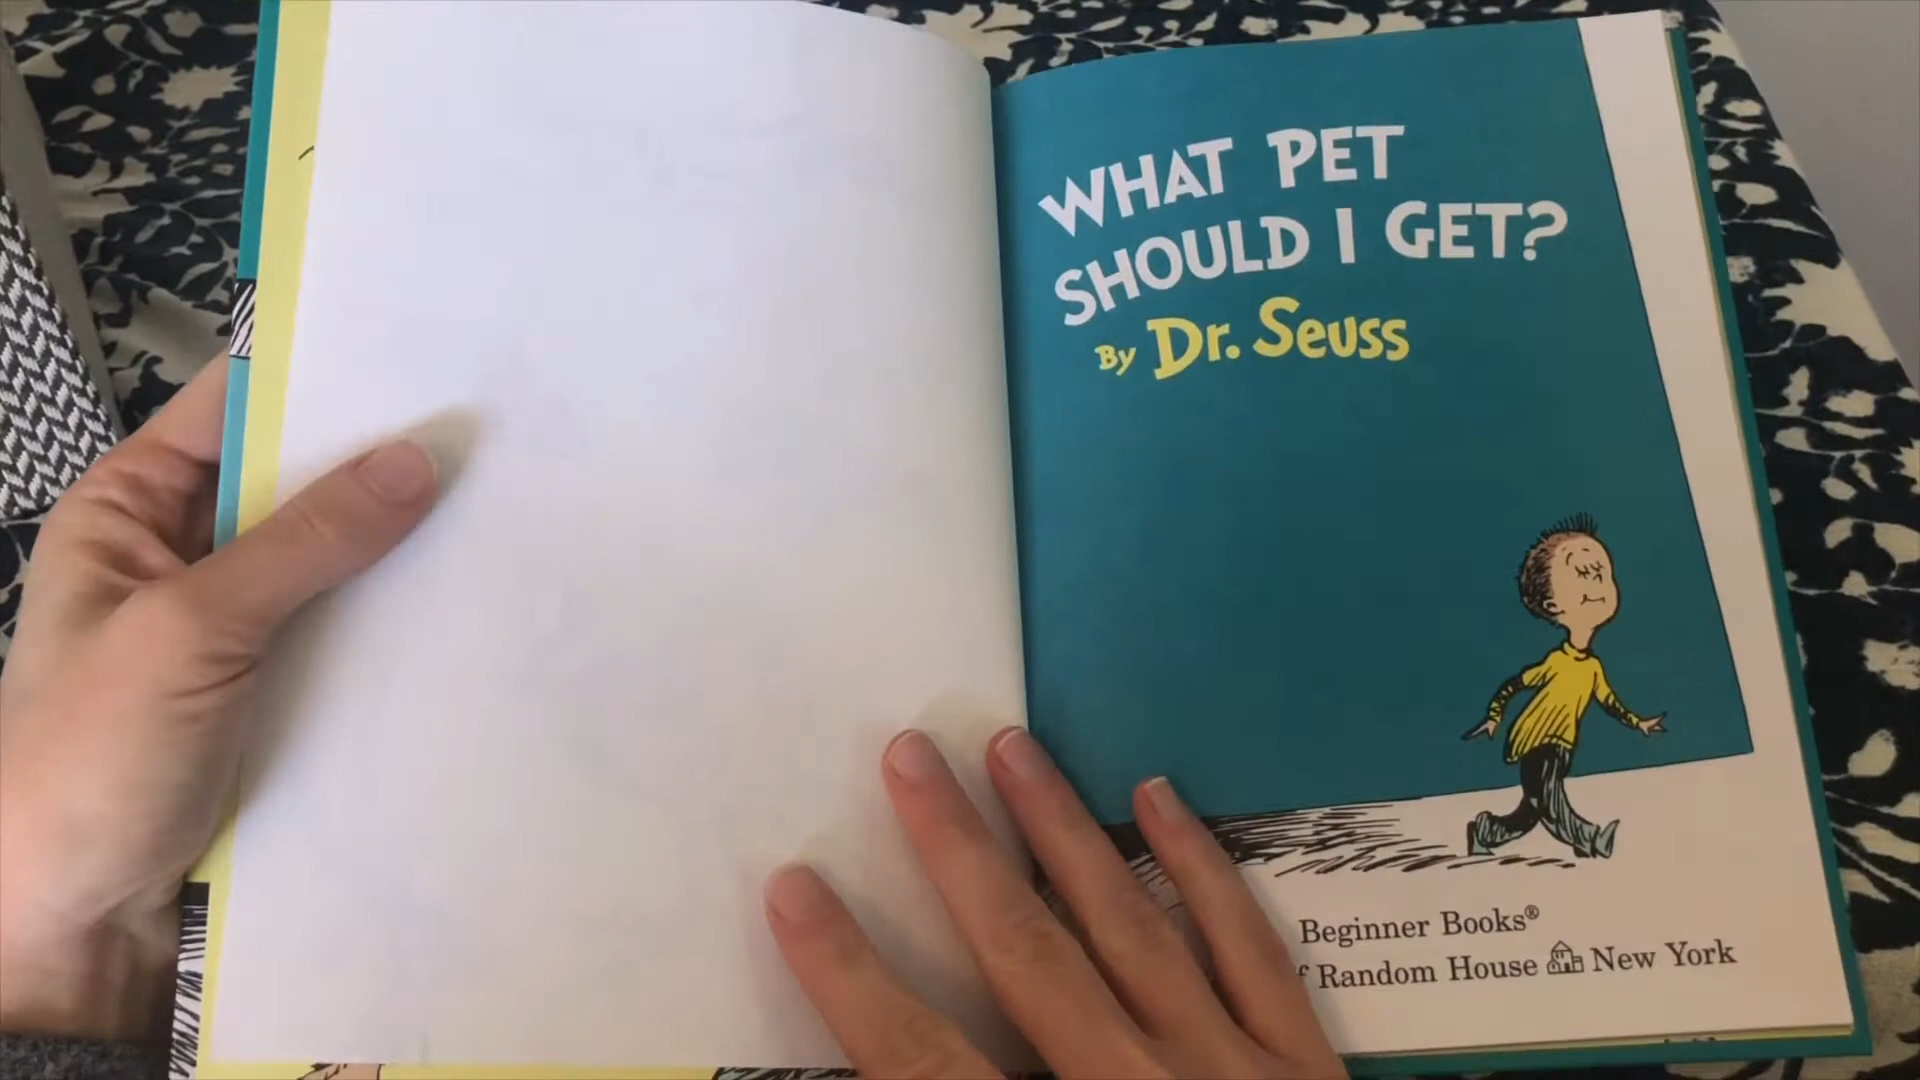 WHAT PET
SHOULD I GET?
By Dr. Seuss
Beginner Books®
Random House New York